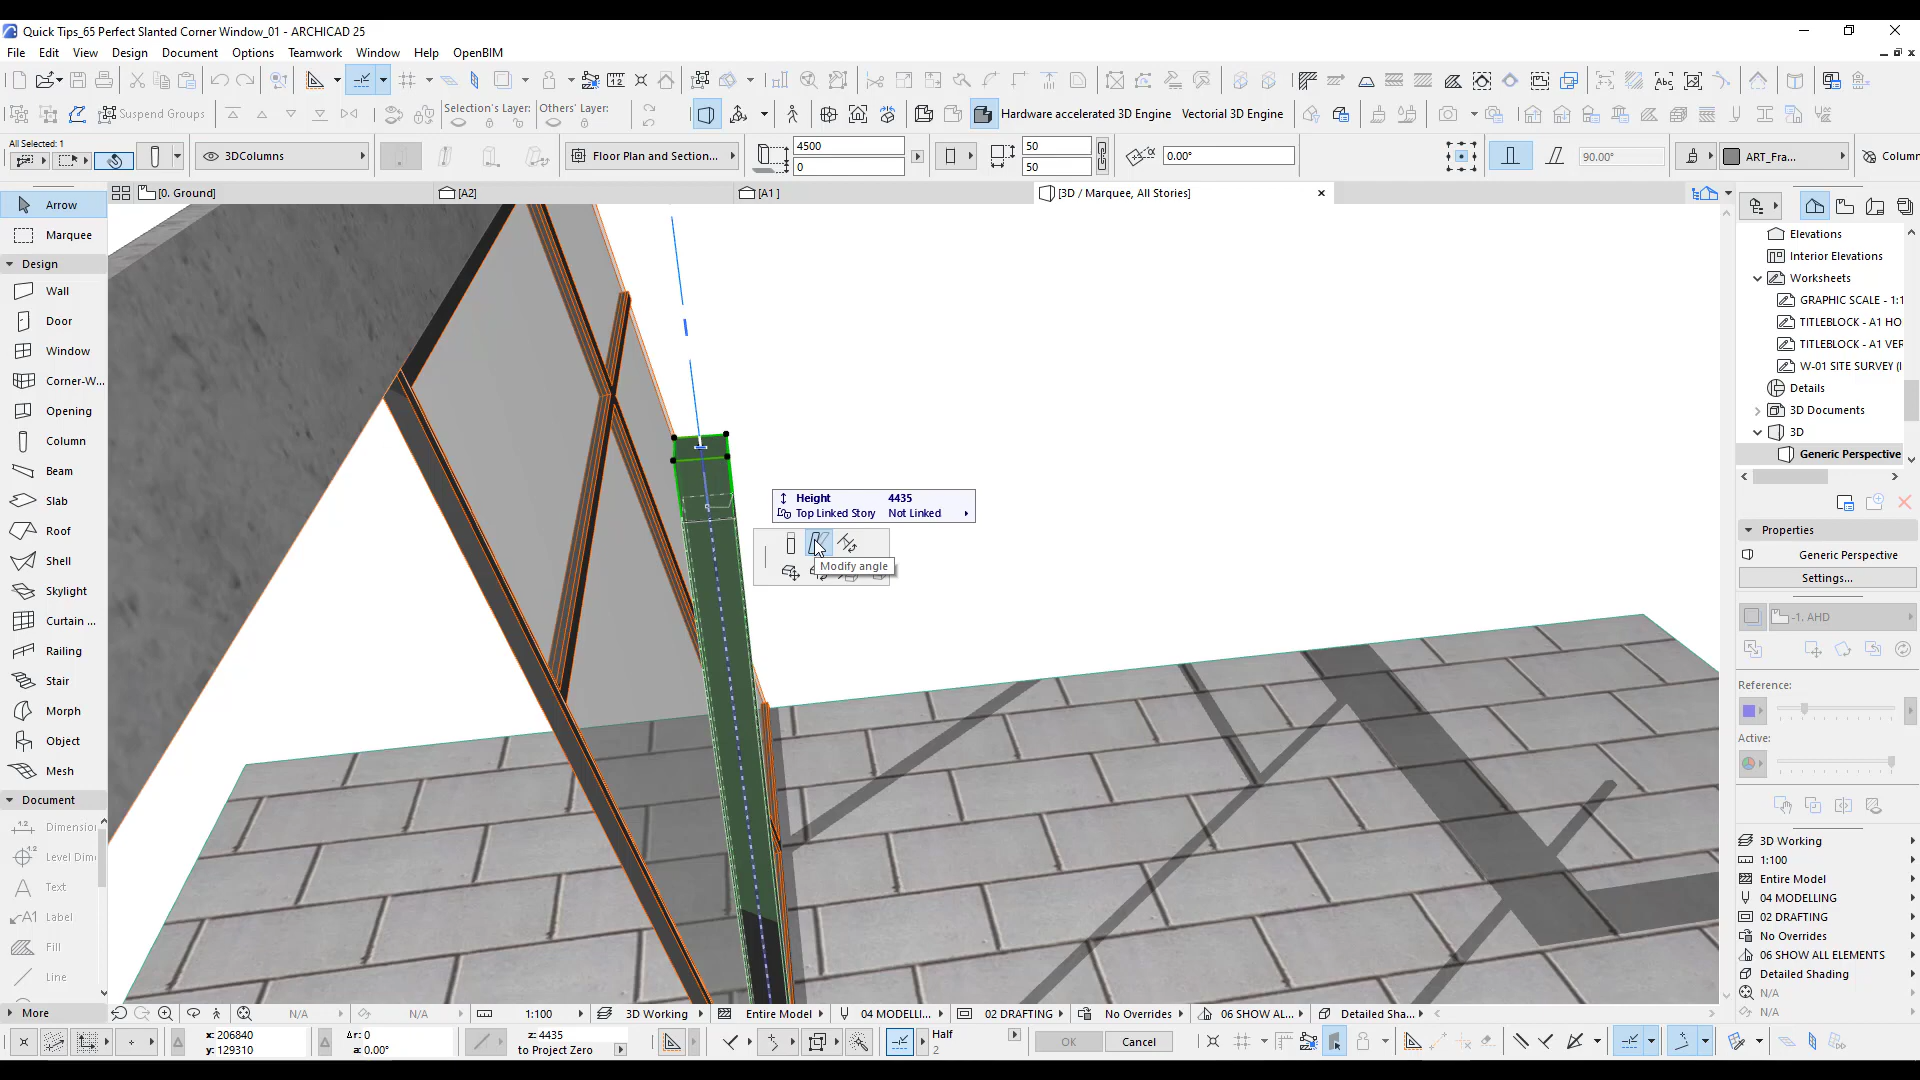 Quick Tips_65 Perfect Slanted Corner Window_01 - ARCHICAD 25
File Edit View Design Document Options Teamwork Window Help OpenBIM
Suspend Groups Selection's Layer: Others' Layer: Hardware accelerated 3D Engine Vectorial 3D Engine
All Selected: 1
3DColumns Floor Plan and Section... 4500 0 50 50 0.00° 90.00° ART_Fra... Column
[0. Ground] [A2] [A1 ] [3D / Marquee, All Stories]
Arrow
Marquee
Design
Wall
Door
Window
Corner-W...
Opening
Column
Beam
Slab
Roof
Shell
Skylight
Curtain ...
Railing
Stair
Morph
Object
Mesh
Document
Dimension
Level Dim
Text
A1 Label
Fill
Line
More
Height 4435
Top Linked Story Not Linked
Modify angle
Elevations
Interior Elevations
Worksheets
GRAPHIC SCALE - 1:1
TITLEBLOCK - A1 HO
TITLEBLOCK - A1 VER
W-01 SITE SURVEY (I
Details
3D Documents
3D
Generic Perspective
Properties
Generic Perspective
Settings...
-1. AHD
Reference:
Active:
3D Working
1:100
Entire Model
04 MODELLING
02 DRAFTING
No Overrides
06 SHOW ALL ELEMENTS
Detailed Shading
N/A
N/A
N/A N/A 1:100 3D Working Entire Model 04 MODELLI... 02 DRAFTING No Overrides 06 SHOW AL... Detailed Sha...
x: 206840 Δr: 0 z: 4435 Half
y: 129310 a: 0.00° to Project Zero 2 OK Cancel